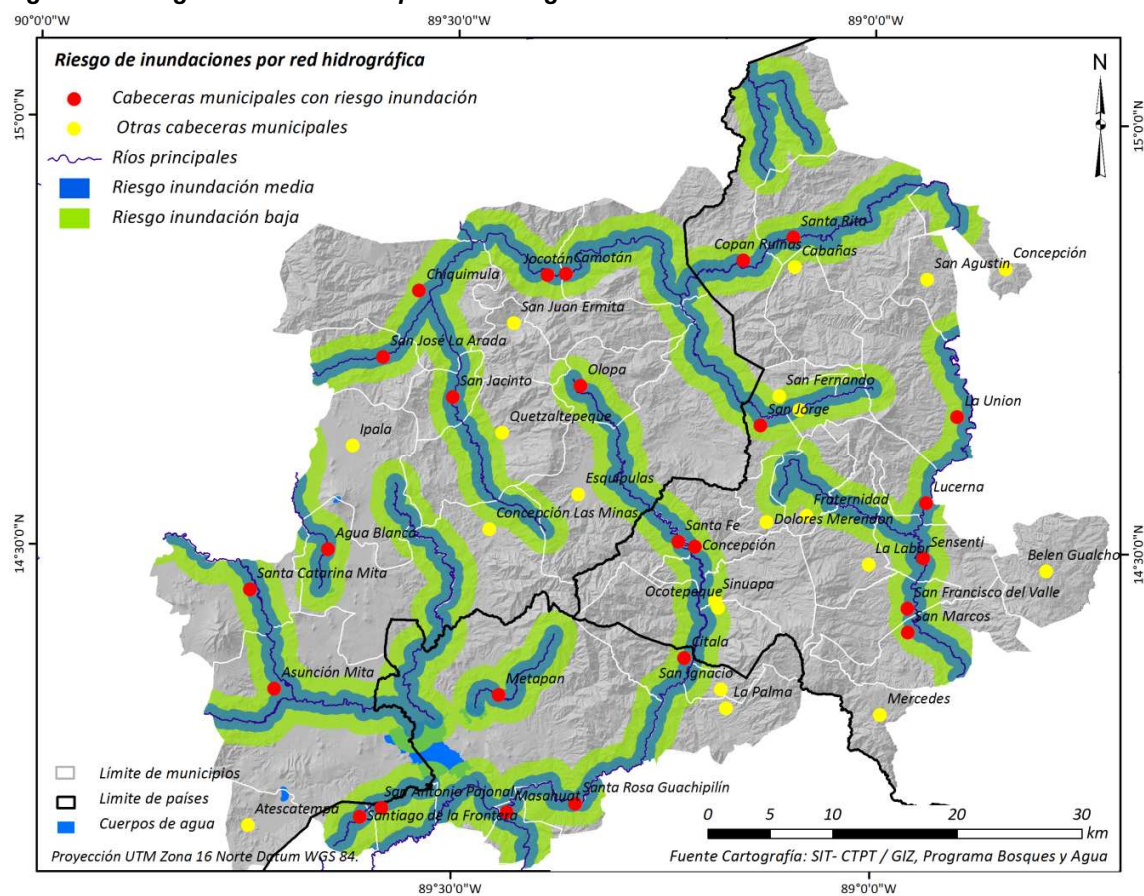 90°0'0"W
89°30'0"W
89°0'0"W
Riesgo de inundaciones por red hidrográfica
Cabeceras municipales con riesgo inundación
Otras cabeceras municipales
Ríos principales
Riesgo inundación media
Riesgo inundación baja
N
15°0'0"N
15°0'0"N
Santa Rita
Copan Ruinas
Cabañas
Concepción
San Agustin
Jocotán
Camotán
Chiquimula
San Juan Ermita
San José La Arada
San Jacinto
Olopa
San Fernando
San Jorge
La Union
Quetzaltepeque
Ipala
Esquipulas
Lucerna
Fraternidad
Concepción Las Minas
Dolores Merendon
Agua Blanca
Santa Fe
Concepción
La Labor
Sensenti
Belen Gualcho
14°30'0"N
14°30'0"N
Santa Catarina Mita
Ocotepeque
Sinuapa
San Francisco del Valle
San Marcos
Citala
San Ignacio
Asunción Mita
Metapan
La Palma
Mercedes
Límite de municipios
Limite de países
Cuerpos de agua
San Antonio Pajonal
Masahuat
Santa Rosa Guachipilín
Atescatempa
Santiago de la Frontera
0 5 10 20 30
km
Proyección UTM Zona 16 Norte Datum WGS 84.
Fuente Cartografía: SIT- CTPT / GIZ, Programa Bosques y Agua
89°30'0"W
89°0'0"W